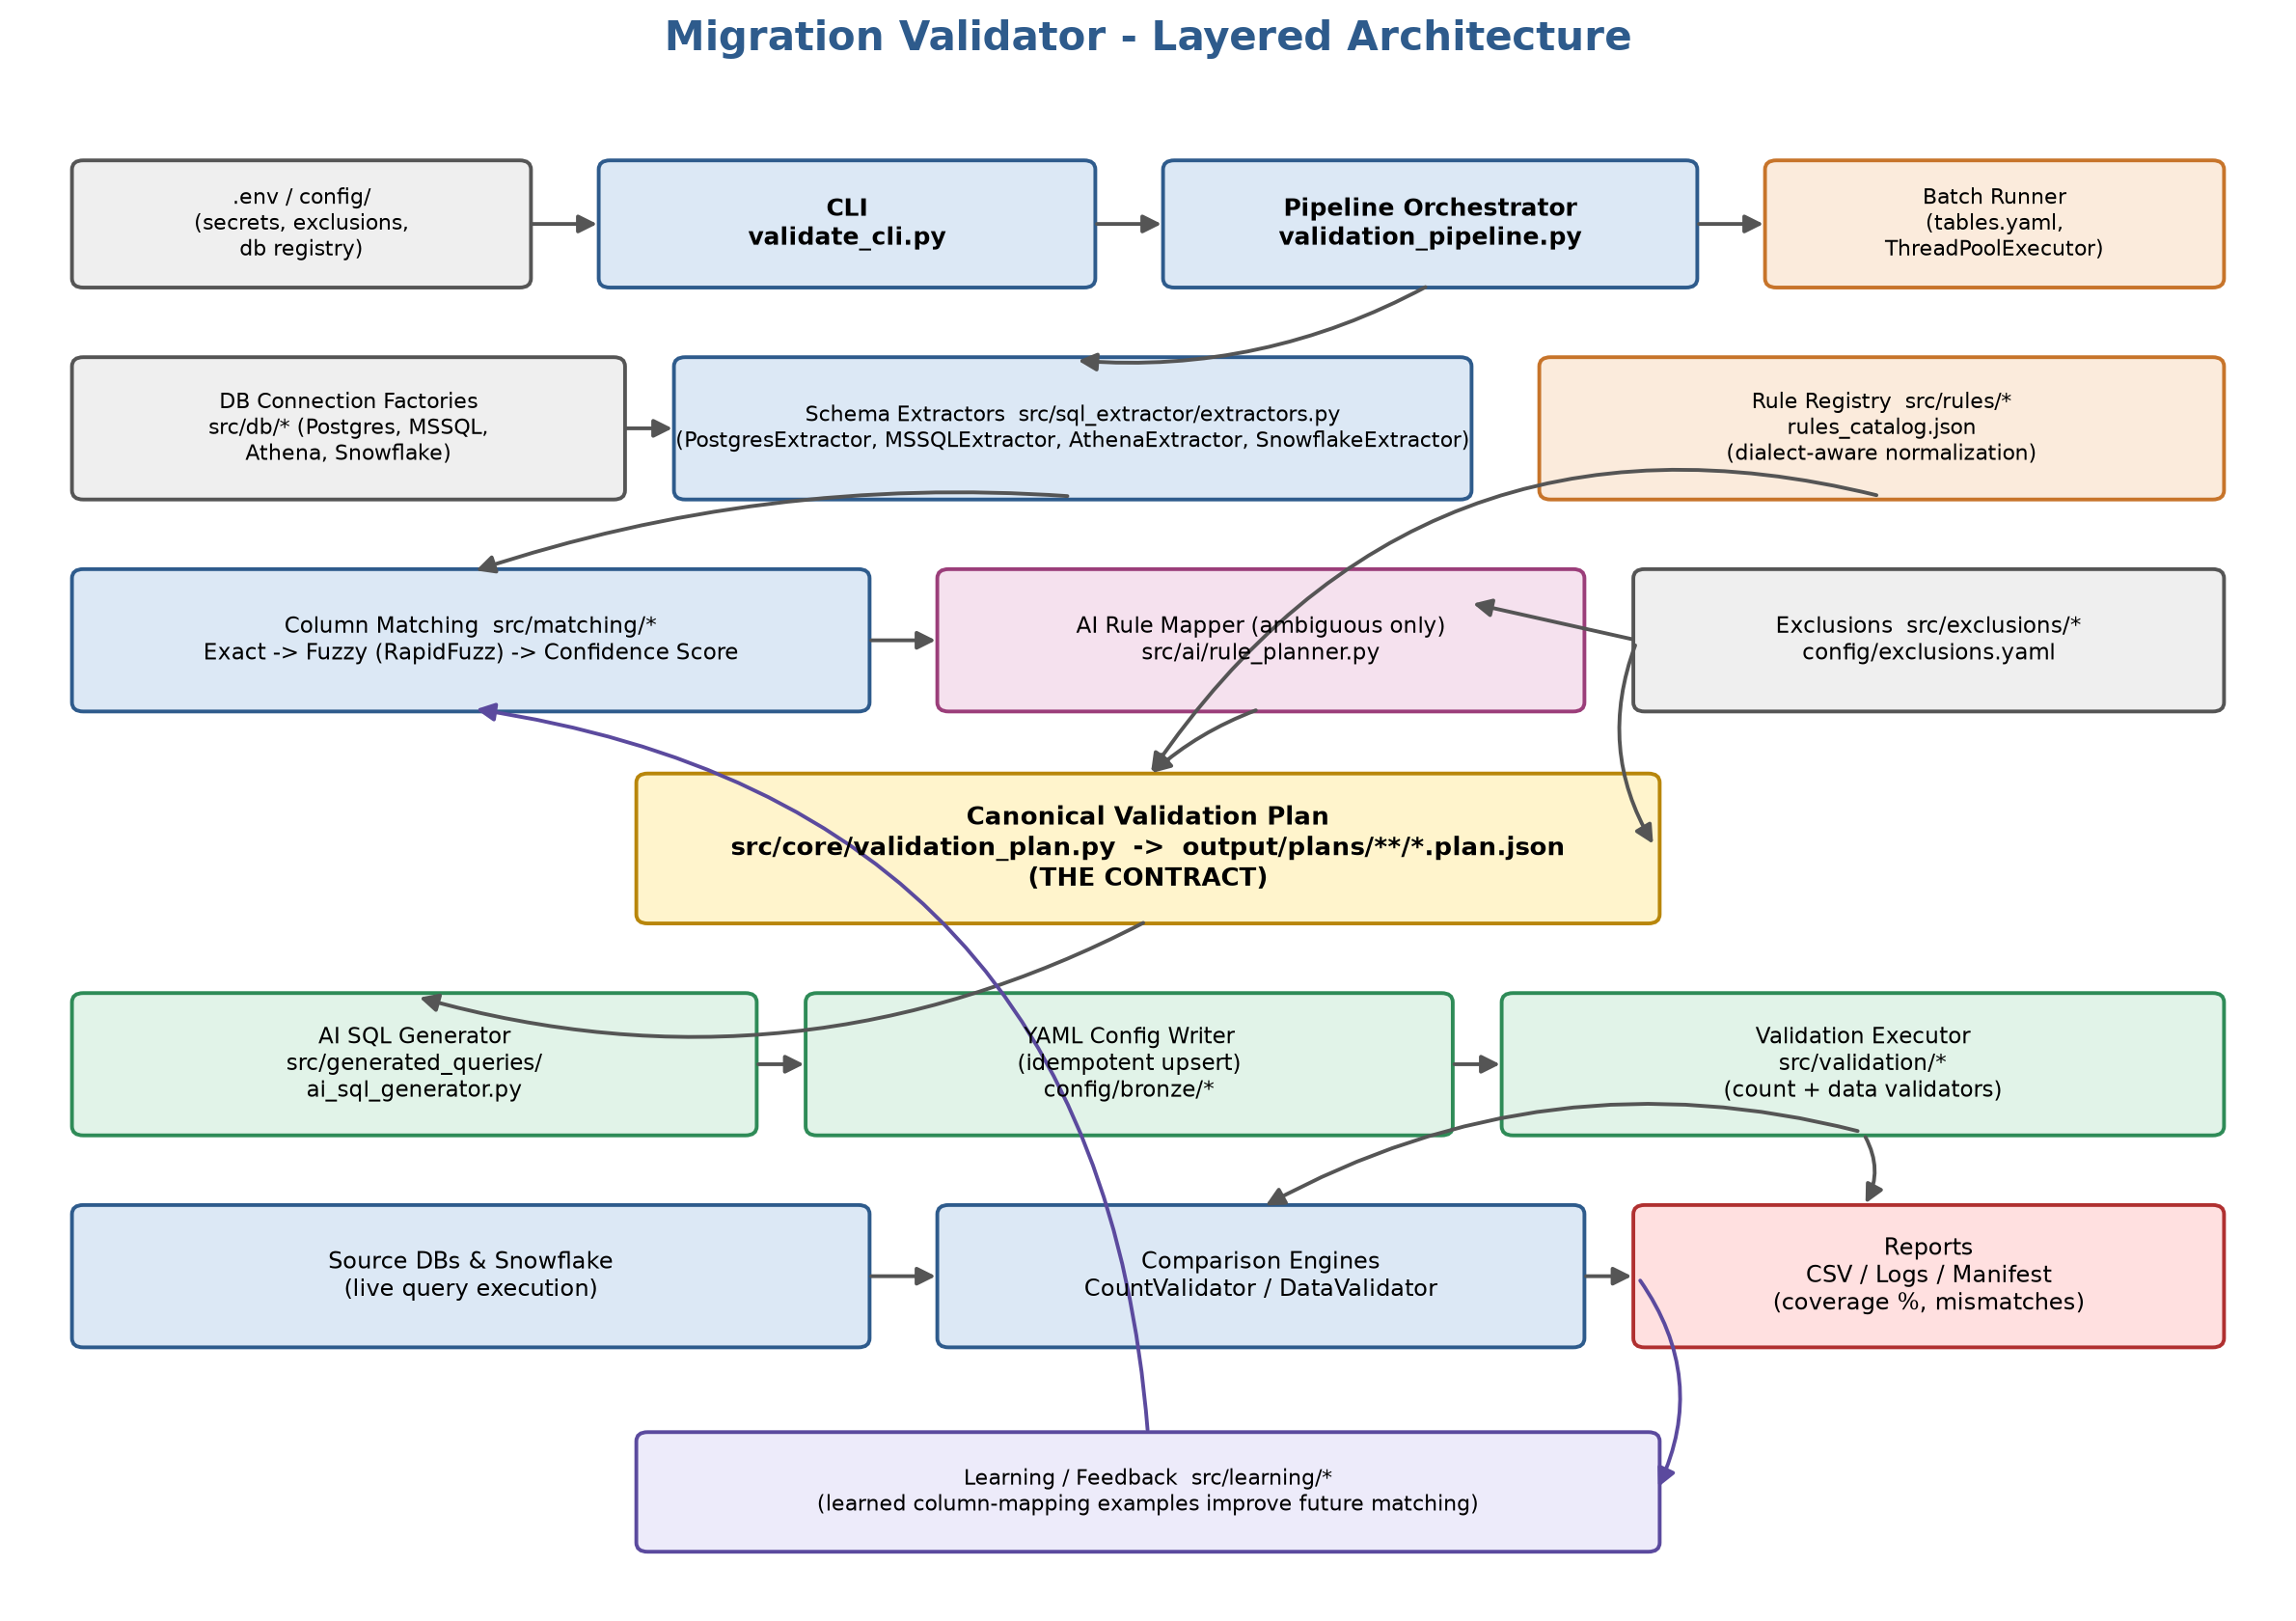 Migration Validator - Layered Architecture
.env / config/
(secrets, exclusions,
db registry)
CLI
validate_cli.py
Pipeline Orchestrator
validation_pipeline.py
Batch Runner
(tables.yaml,
ThreadPoolExecutor)
DB Connection Factories
src/db/* (Postgres, MSSQL,
Athena, Snowflake)
Schema Extractors  src/sql_extractor/extractors.py
(PostgresExtractor, MSSQLExtractor, AthenaExtractor, SnowflakeExtractor)
Rule Registry  src/rules/*
rules_catalog.json
(dialect-aware normalization)
Column Matching  src/matching/*
Exact -> Fuzzy (RapidFuzz) -> Confidence Score
AI Rule Mapper (ambiguous only)
src/ai/rule_planner.py
Exclusions  src/exclusions/*
config/exclusions.yaml
Canonical Validation Plan
src/core/validation_plan.py  ->  output/plans/**/*.plan.json
(THE CONTRACT)
AI SQL Generator
src/generated_queries/
ai_sql_generator.py
YAML Config Writer
(idempotent upsert)
config/bronze/*
Validation Executor
src/validation/*
(count + data validators)
Source DBs & Snowflake
(live query execution)
Comparison Engines
CountValidator / DataValidator
Reports
CSV / Logs / Manifest
(coverage %, mismatches)
Learning / Feedback  src/learning/*
(learned column-mapping examples improve future matching)